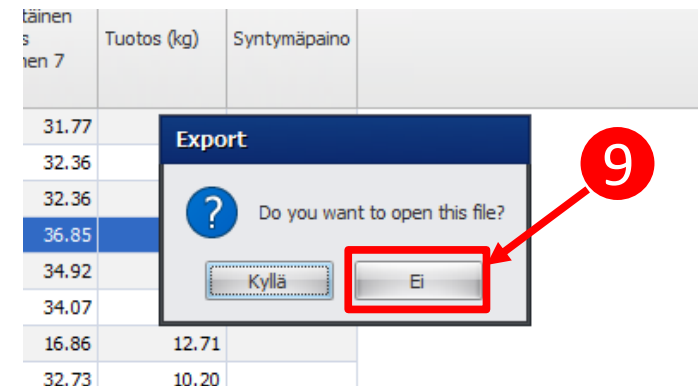 täinen
s
nen 7
Tuotos (kg)
Syntymäpaino
31.77
32.36
32.36
36.85
34.92
34.07
16.86 12.71
32.73 10.20
Export
? Do you want to open this file?
Kyllä Ei
9